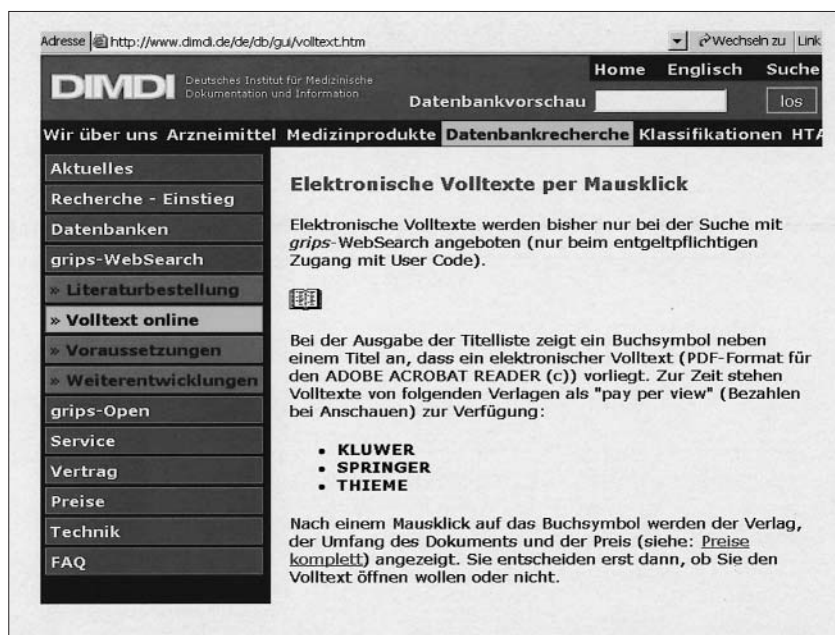 Adresse http://www.dimdi.de/de/db/gui/volltext.htm Wechseln zu Link
DIMDI Deutsches Institut für Medizinische
Dokumentation und Information
Home Englisch Suche
Datenbankvorschau los
Wir über uns Arzneimittel Medizinprodukte Datenbankrecherche Klassifikationen HTA
Aktuelles
Recherche - Einstieg
Datenbanken
grips-WebSearch
» Literaturbestellung
» Volltext online
» Voraussetzungen
» Weiterentwicklungen
grips-Open
Service
Vertrag
Preise
Technik
FAQ
Elektronische Volltexte per Mausklick
Elektronische Volltexte werden bisher nur bei der Suche mit
grips-WebSearch angeboten (nur beim entgeltpflichtigen
Zugang mit User Code).
Bei der Ausgabe der Titelliste zeigt ein Buchsymbol neben
einem Titel an, dass ein elektronischer Volltext (PDF-Format für
den ADOBE ACROBAT READER (c)) vorliegt. Zur Zeit stehen
Volltexte von folgenden Verlagen als "pay per view" (Bezahlen
bei Anschauen) zur Verfügung:
• KLUWER
• SPRINGER
• THIEME
Nach einem Mausklick auf das Buchsymbol werden der Verlag,
der Umfang des Dokuments und der Preis (siehe: Preise
komplett) angezeigt. Sie entscheiden erst dann, ob Sie den
Volltext öffnen wollen oder nicht.